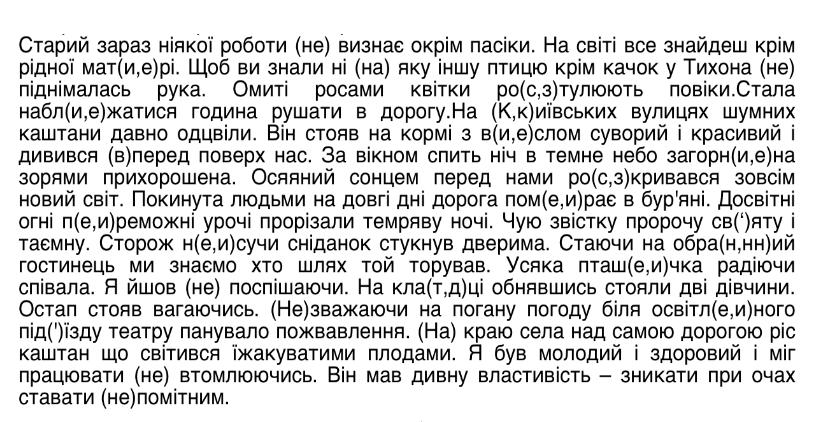 Старий зараз ніякої роботи (не) визнає окрім пасіки. На світі все знайдеш крім
рідної мат(и,е)рі. Щоб ви знали ні (на) яку іншу птицю крім качок у Тихона (не)
піднімалась рука. Омиті росами квітки ро(с,з)тулюють повіки.Стала
набл(и,е)жатися година рушати в дорогу.На (К,к)иївських вулицях шумних
каштани давно одцвіли. Він стояв на кормі з в(и,е)слом суворий і красивий і
дивився (в)перед поверх нас. За вікном спить ніч в темне небо загорн(и,е)на
зорями прихорошена. Осяяний сонцем перед нами ро(с,з)кривався зовсім
новий світ. Покинута людьми на довгі дні дорога пом(е,и)рає в бур'яні. Досвітні
огні п(е,и)реможні урочі прорізали темряву ночі. Чую звістку пророчу св(‘)яту і
таємну. Сторож н(е,и)сучи сніданок стукнув дверима. Стаючи на обра(н,нн)ий
гостинець ми знаємо хто шлях той торував. Усяка пташ(е,и)чка радіючи
співала. Я йшов (не) поспішаючи. На кла(т,д)ці обнявшись стояли дві дівчини.
Остап стояв вагаючись. (Не)зважаючи на погану погоду біля освітл(е,и)ного
під(')їзду театру панувало пожвавлення. (На) краю села над самою дорогою ріс
каштан що світився їжакуватими плодами. Я був молодий і здоровий і міг
працювати (не) втомлюючись. Він мав дивну властивість – зникати при очах
ставати (не)помітним.